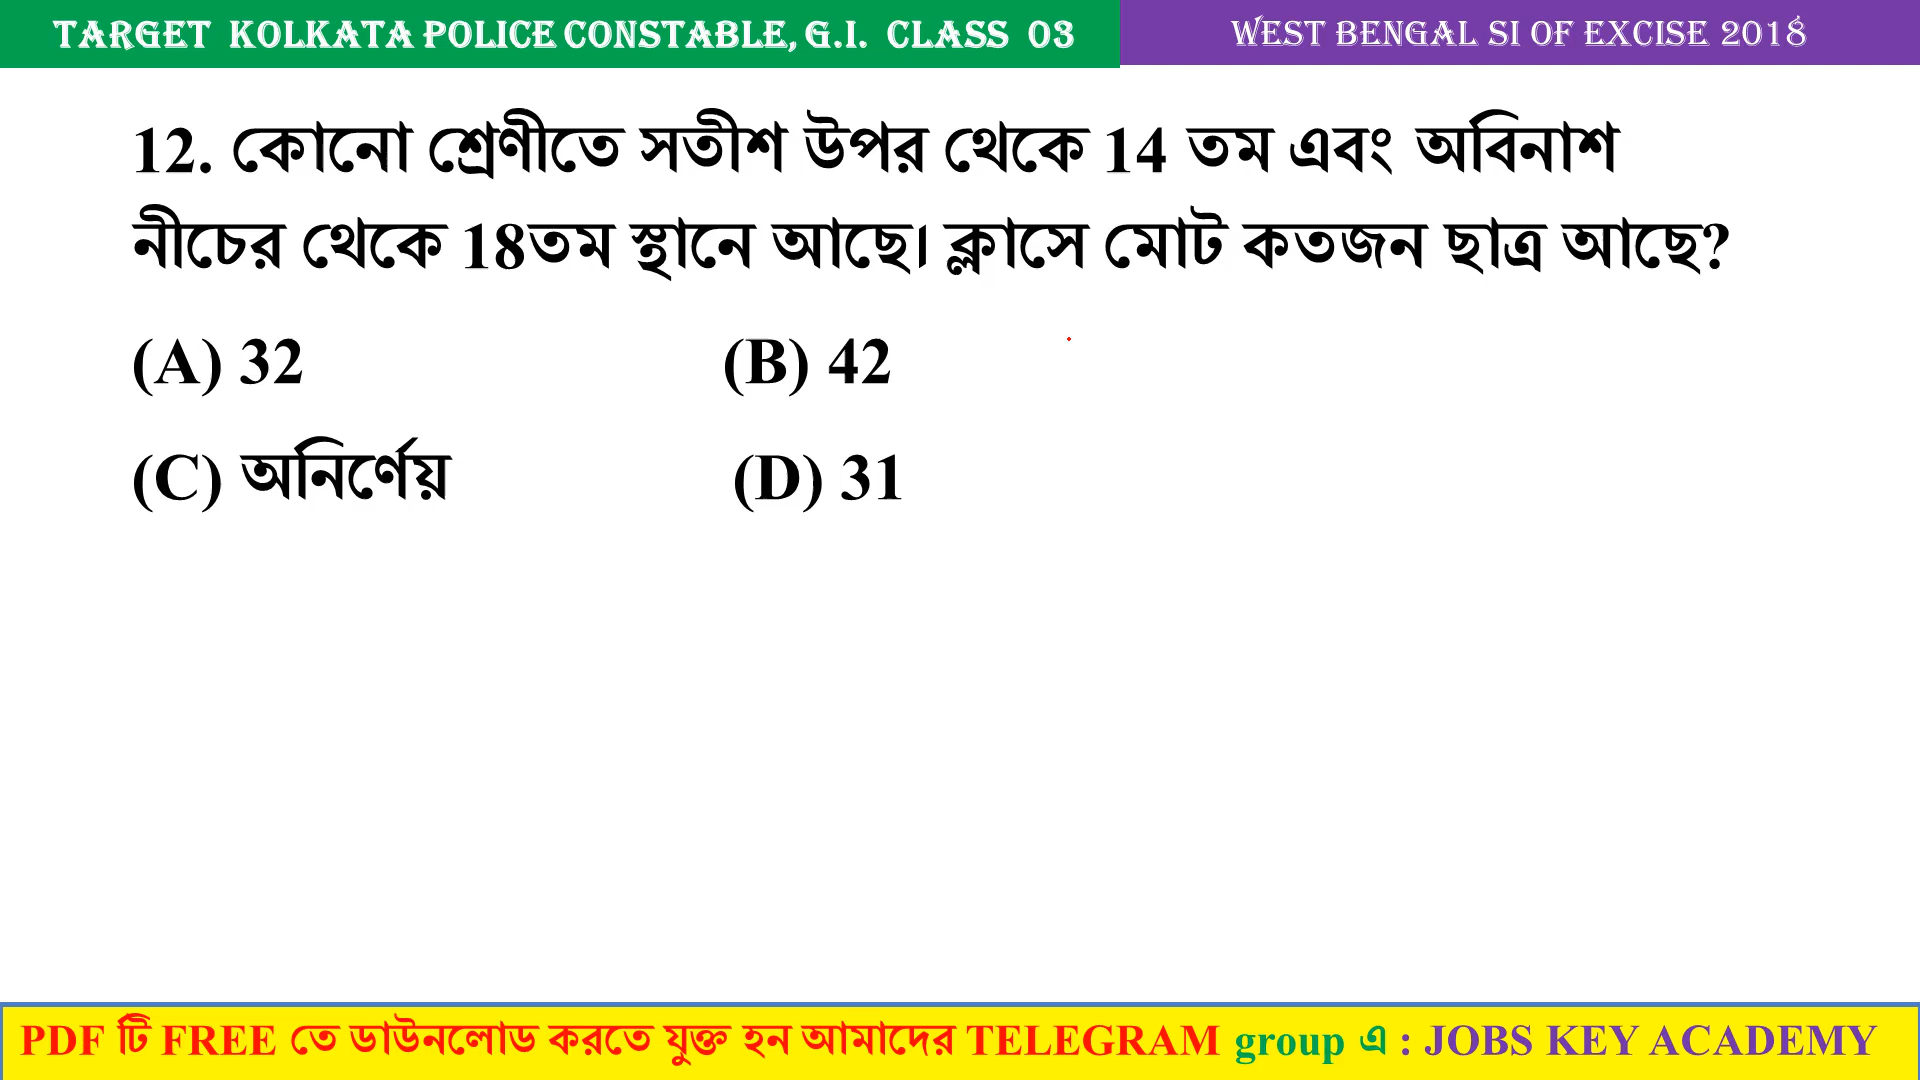 TARGET KOLKATA POLICE CONSTABLE, G.I. CLASS 03
WEST BENGAL SI OF EXCISE 2018
12. কোনো শ্রেণীতে সতীশ উপর থেকে 14 তম এবং অবিনাশ
নীচের থেকে 18তম স্থানে আছে। ক্লাসে মোট কতজন ছাত্র আছে?
(A) 32 (B) 42
(C) অনির্ণেয় (D) 31
PDF টি FREE তে ডাউনলোড করতে যুক্ত হন আমাদের TELEGRAM group এ : JOBS KEY ACADEMY